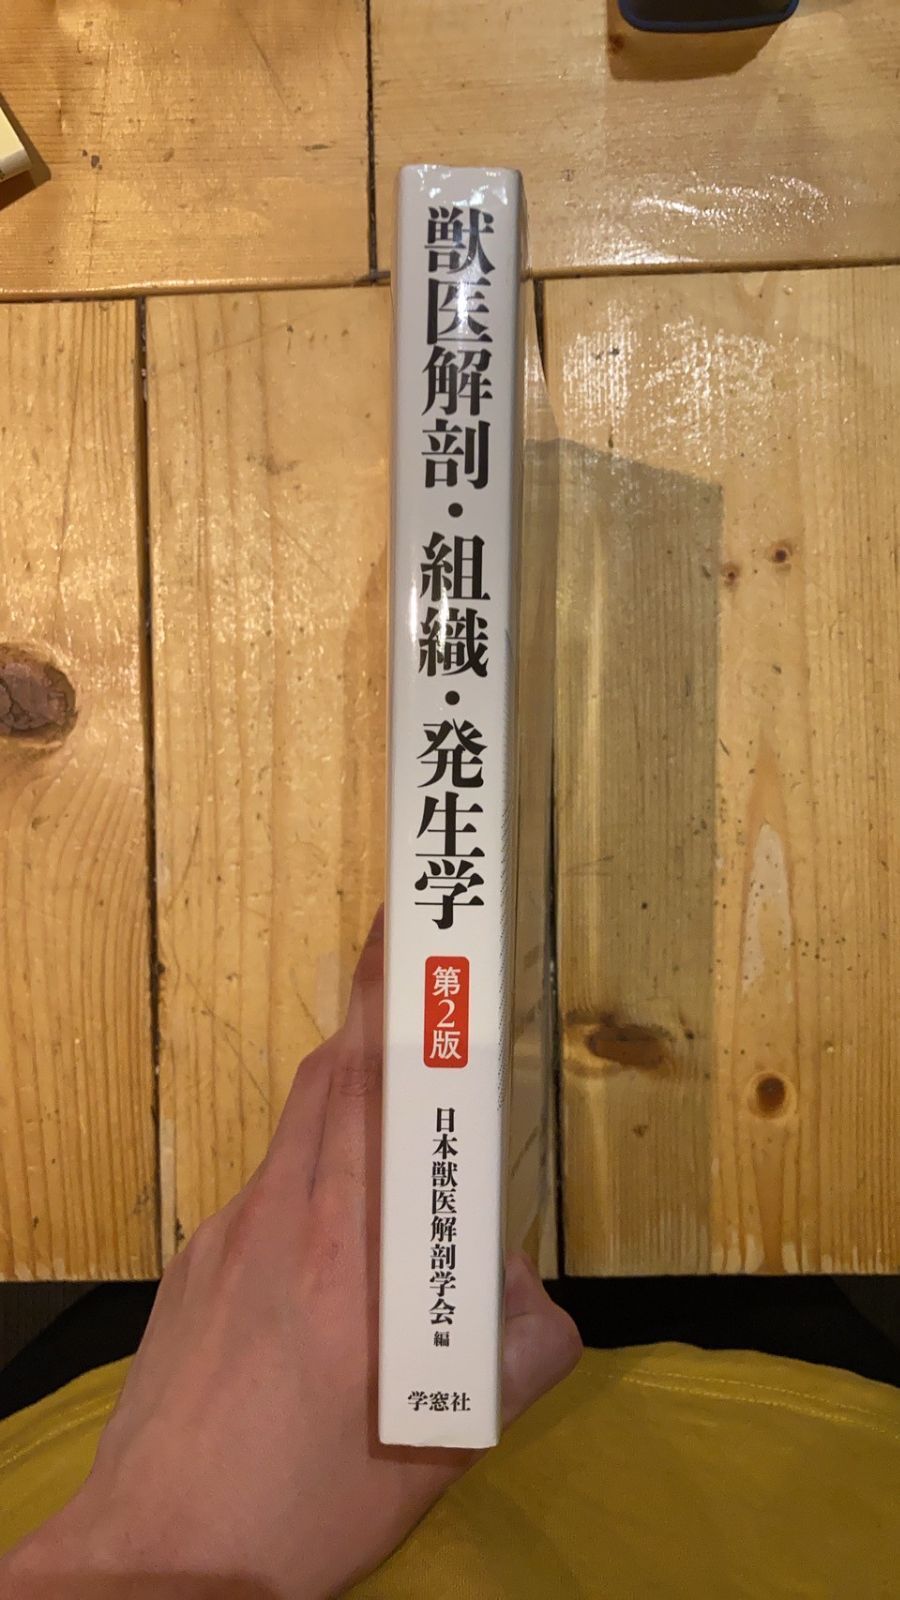 獣医解剖・組織・発生学
第2版
日本獣医解剖学会 編
学窓社